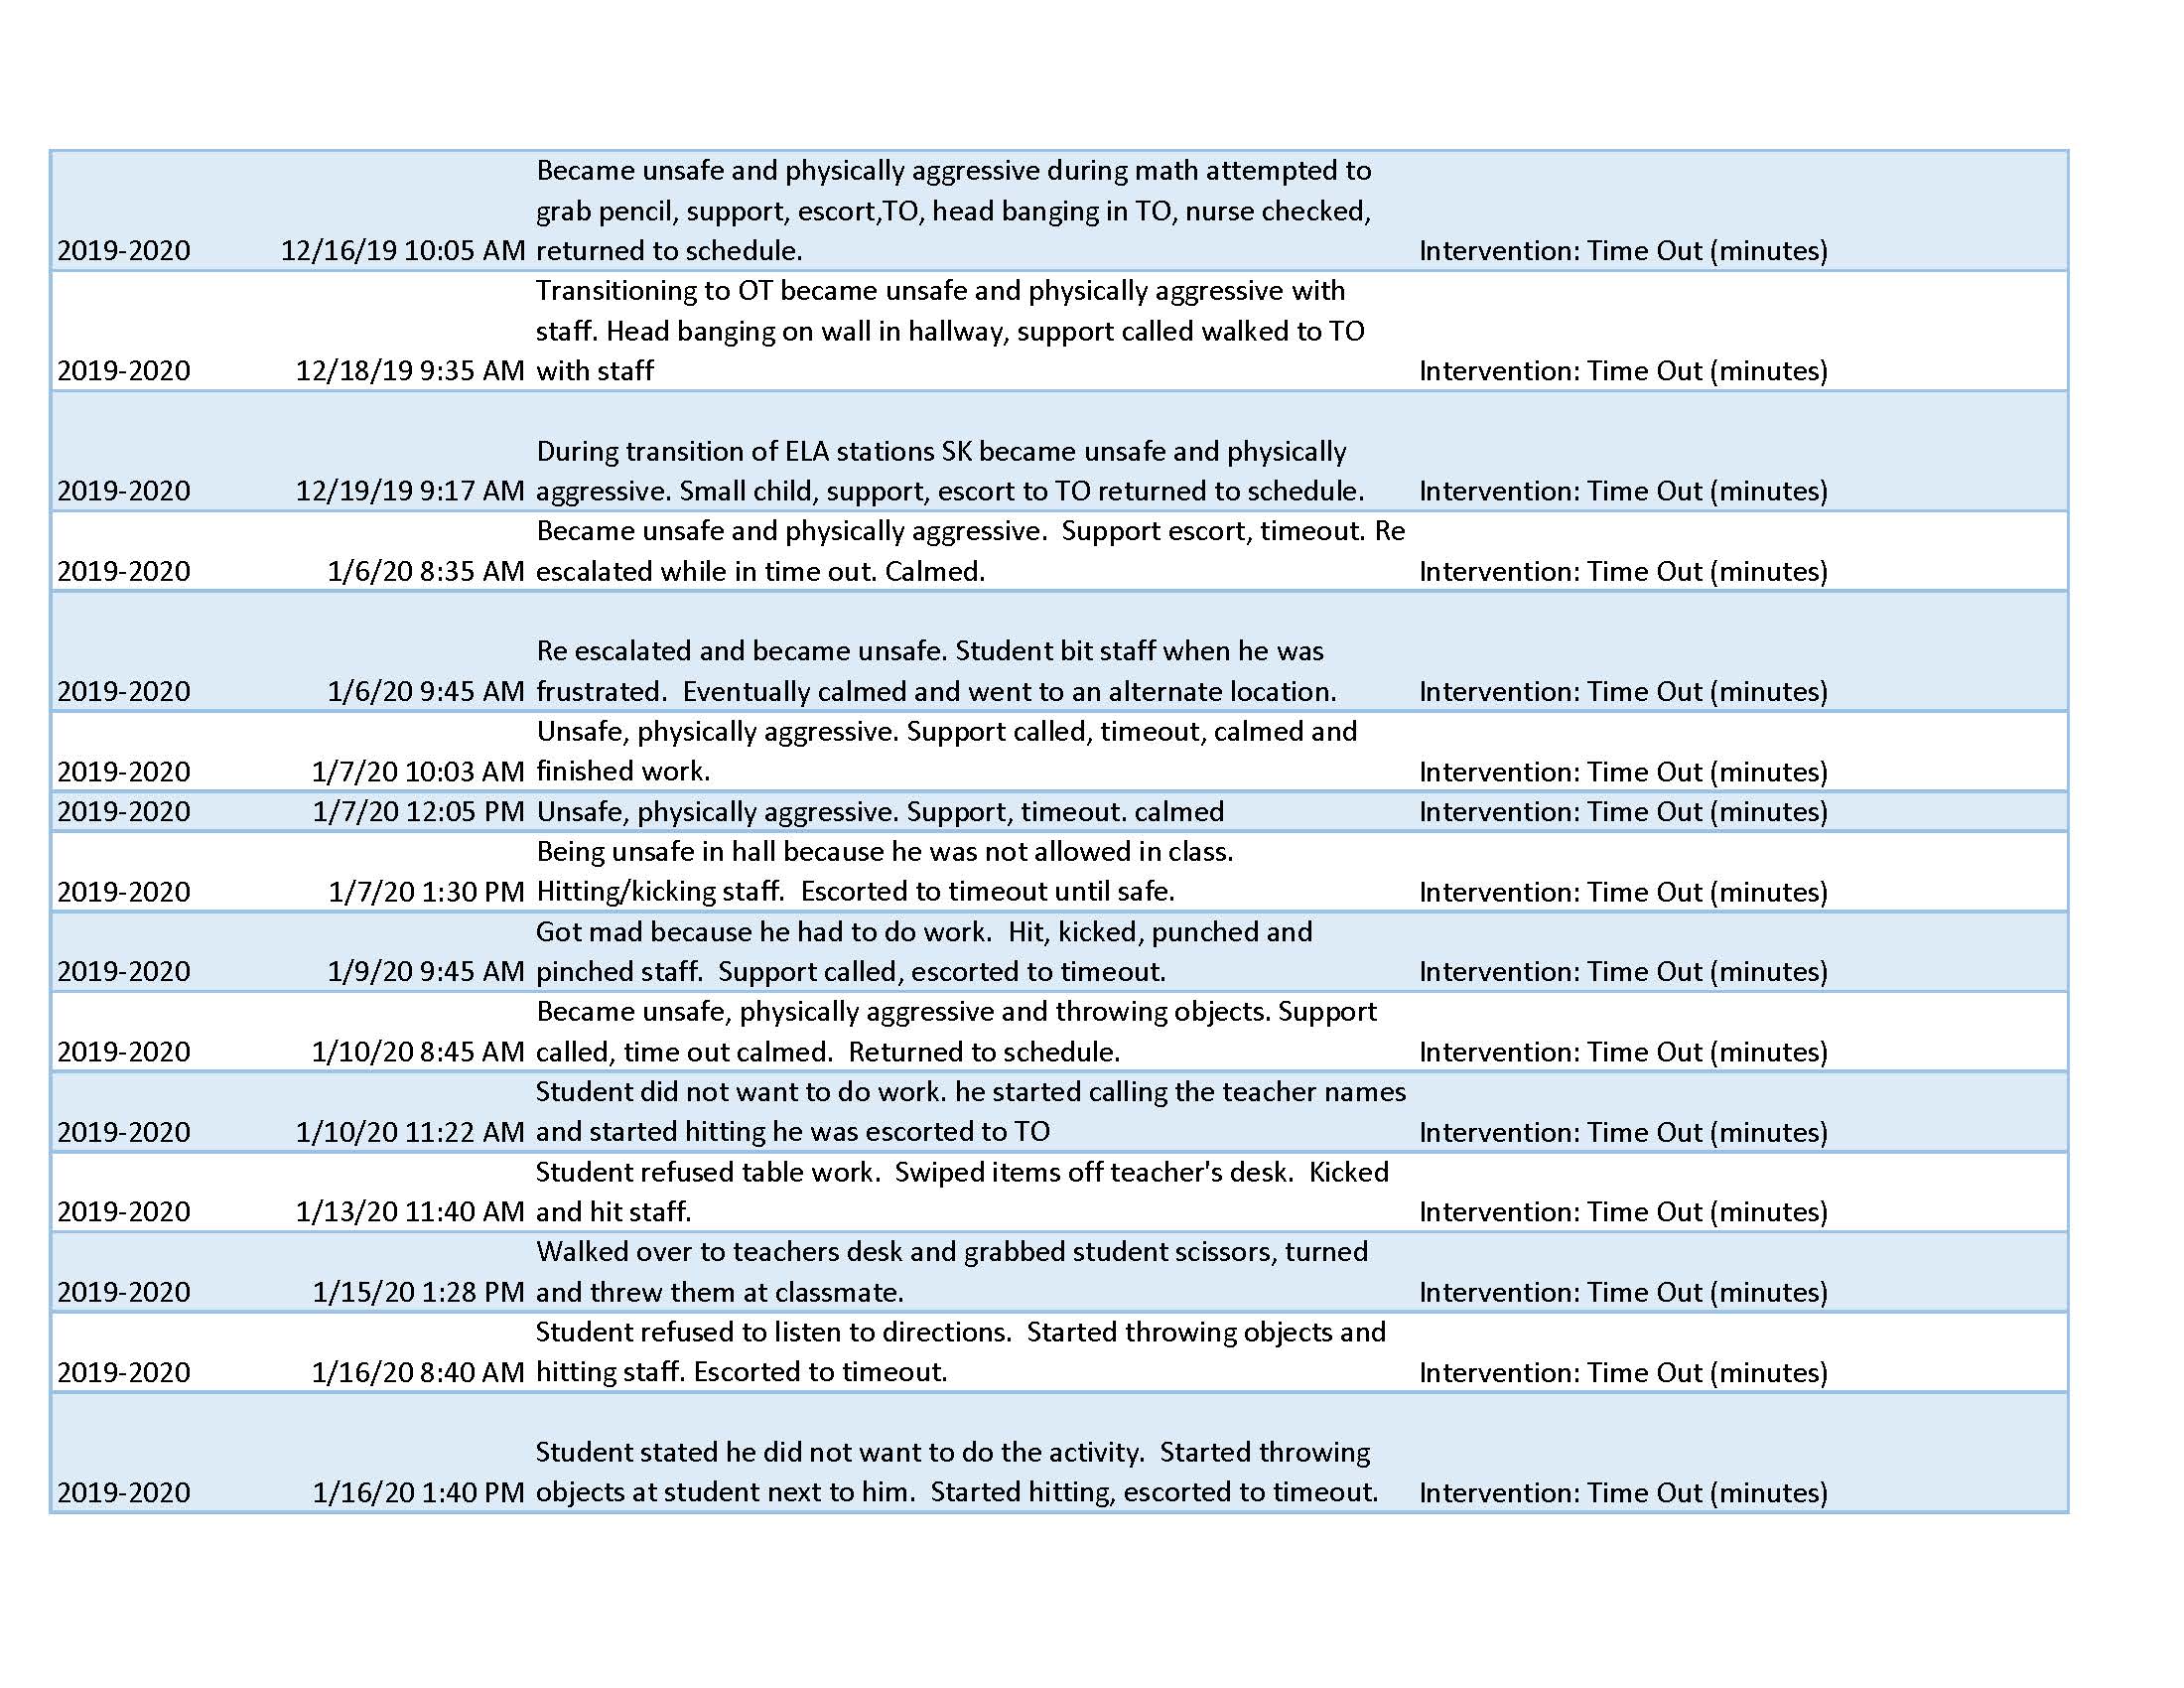 Became unsafe and physically aggressive during math attempted to
grab pencil, support, escort,TO, head banging in TO, nurse checked,
2019-2020 12/16/19 10:05 AM returned to schedule. Intervention: Time Out (minutes)
Transitioning to OT became unsafe and physically aggressive with
staff. Head banging on wall in hallway, support called walked to TO
2019-2020 12/18/19 9:35 AM with staff Intervention: Time Out (minutes)
During transition of ELA stations SK became unsafe and physically
2019-2020 12/19/19 9:17 AM aggressive. Small child, support, escort to TO returned to schedule. Intervention: Time Out (minutes)
Became unsafe and physically aggressive.  Support escort, timeout. Re
2019-2020 1/6/20 8:35 AM escalated while in time out. Calmed. Intervention: Time Out (minutes)
Re escalated and became unsafe. Student bit staff when he was
2019-2020 1/6/20 9:45 AM frustrated.  Eventually calmed and went to an alternate location. Intervention: Time Out (minutes)
Unsafe, physically aggressive. Support called, timeout, calmed and
2019-2020 1/7/20 10:03 AM finished work. Intervention: Time Out (minutes)
2019-2020 1/7/20 12:05 PM Unsafe, physically aggressive. Support, timeout. calmed Intervention: Time Out (minutes)
Being unsafe in hall because he was not allowed in class.
2019-2020 1/7/20 1:30 PM Hitting/kicking staff.  Escorted to timeout until safe. Intervention: Time Out (minutes)
Got mad because he had to do work.  Hit, kicked, punched and
2019-2020 1/9/20 9:45 AM pinched staff.  Support called, escorted to timeout. Intervention: Time Out (minutes)
Became unsafe, physically aggressive and throwing objects. Support
2019-2020 1/10/20 8:45 AM called, time out calmed.  Returned to schedule. Intervention: Time Out (minutes)
Student did not want to do work. he started calling the teacher names
2019-2020 1/10/20 11:22 AM and started hitting he was escorted to TO Intervention: Time Out (minutes)
Student refused table work.  Swiped items off teacher's desk.  Kicked
2019-2020 1/13/20 11:40 AM and hit staff. Intervention: Time Out (minutes)
Walked over to teachers desk and grabbed student scissors, turned
2019-2020 1/15/20 1:28 PM and threw them at classmate. Intervention: Time Out (minutes)
Student refused to listen to directions.  Started throwing objects and
2019-2020 1/16/20 8:40 AM hitting staff. Escorted to timeout. Intervention: Time Out (minutes)
Student stated he did not want to do the activity.  Started throwing
2019-2020 1/16/20 1:40 PM objects at student next to him.  Started hitting, escorted to timeout. Intervention: Time Out (minutes)